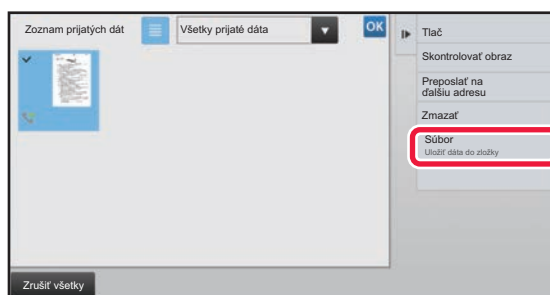 Zoznam prijatých dát
Všetky prijaté dáta
OK
Tlač
Skontrolovať obraz
Preposlať na
ďalšiu adresu
Zmazať
Súbor
Uložiť dáta do zložky
Zrušiť všetky